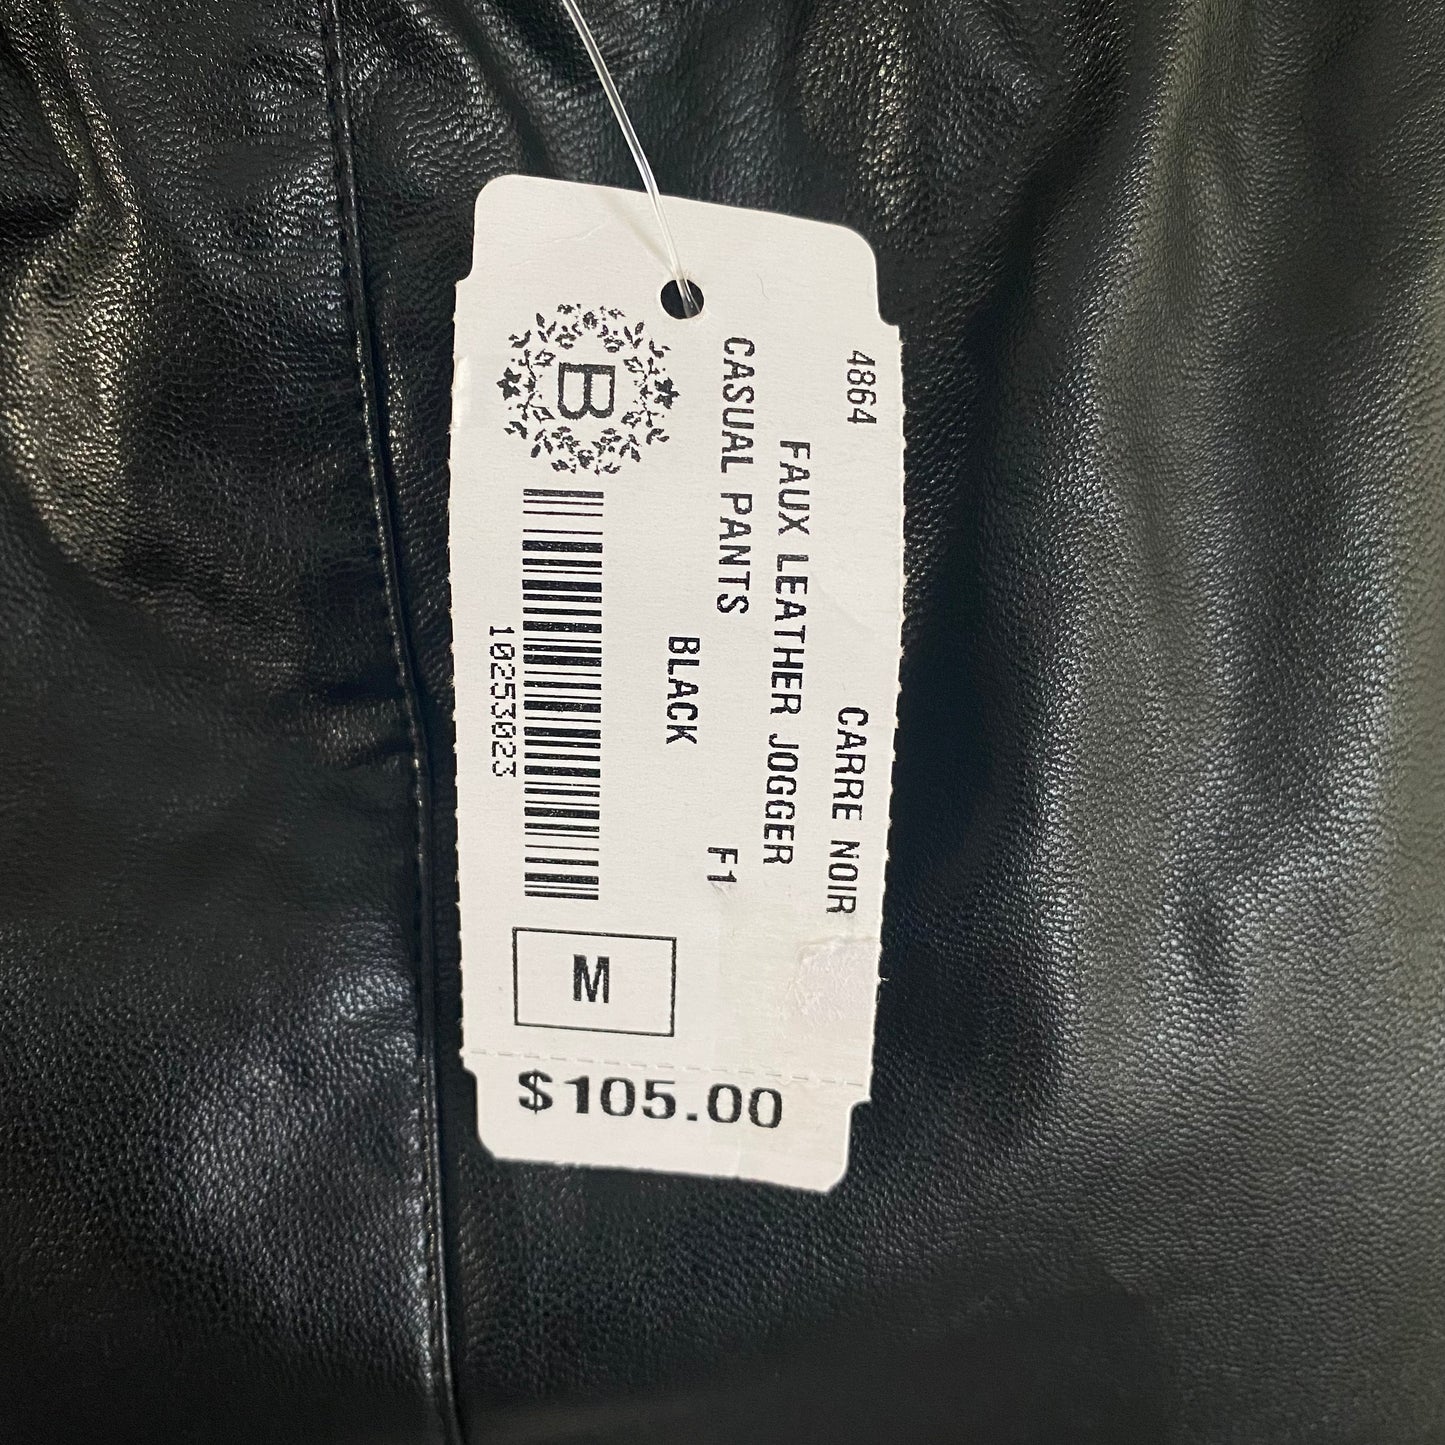 4864 CARRE NOIR
FAUX LEATHER JOGGER
CASUAL PANTS F1
BLACK
B
10253023
M
$105.00